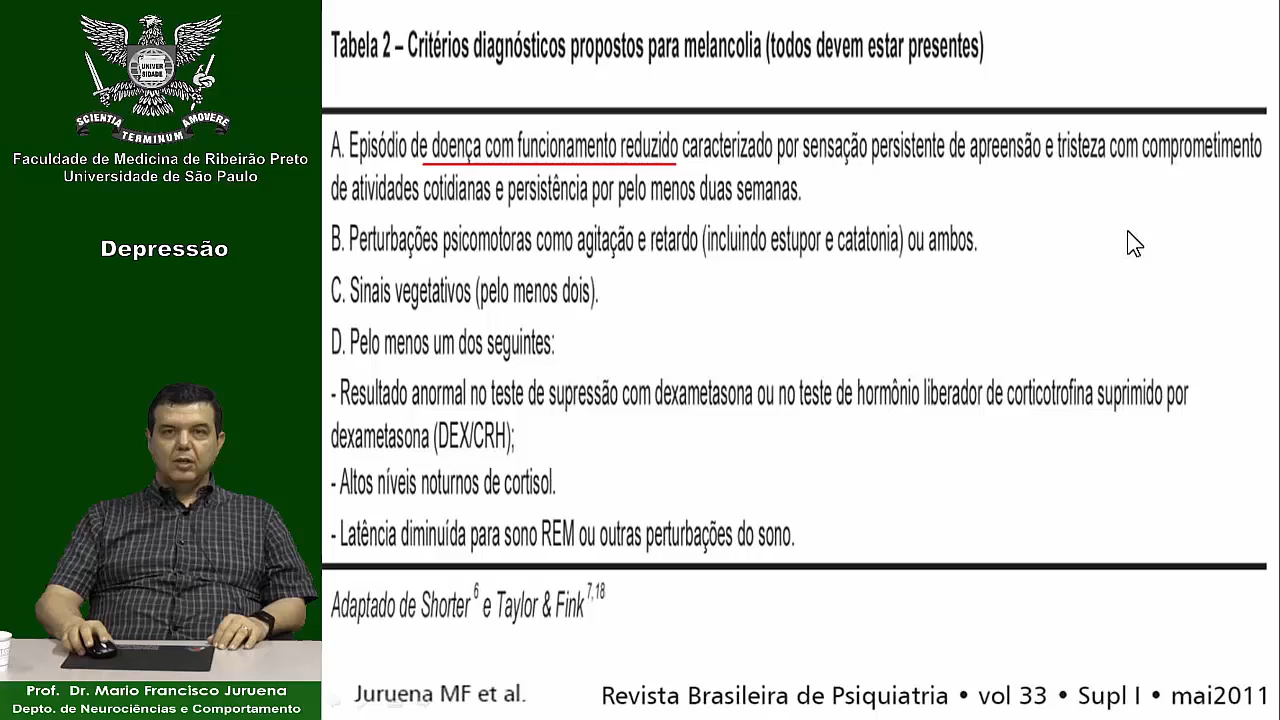 UNIVER
SIDADE
SCIENTIA
TERMINUM
AMOVERE
Faculdade de Medicina de Ribeirão Preto
Universidade de São Paulo
Depressão
Prof. Dr. Mario Francisco Juruena
Depto. de Neurociências e Comportamento
Tabela 2 – Critérios diagnósticos propostos para melancolia (todos devem estar presentes)
A. Episódio de doença com funcionamento reduzido caracterizado por sensação persistente de apreensão e tristeza com comprometimento
de atividades cotidianas e persistência por pelo menos duas semanas.
B. Perturbações psicomotoras como agitação e retardo (incluindo estupor e catatonia) ou ambos.
C. Sinais vegetativos (pelo menos dois).
D. Pelo menos um dos seguintes:
- Resultado anormal no teste de supressão com dexametasona ou no teste de hormônio liberador de corticotrofina suprimido por
dexametasona (DEX/CRH);
- Altos níveis noturnos de cortisol.
- Latência diminuída para sono REM ou outras perturbações do sono.
Adaptado de Shorter 6 e Taylor & Fink 7,18
Juruena MF et al.
Revista Brasileira de Psiquiatria • vol 33 • Supl I • mai2011